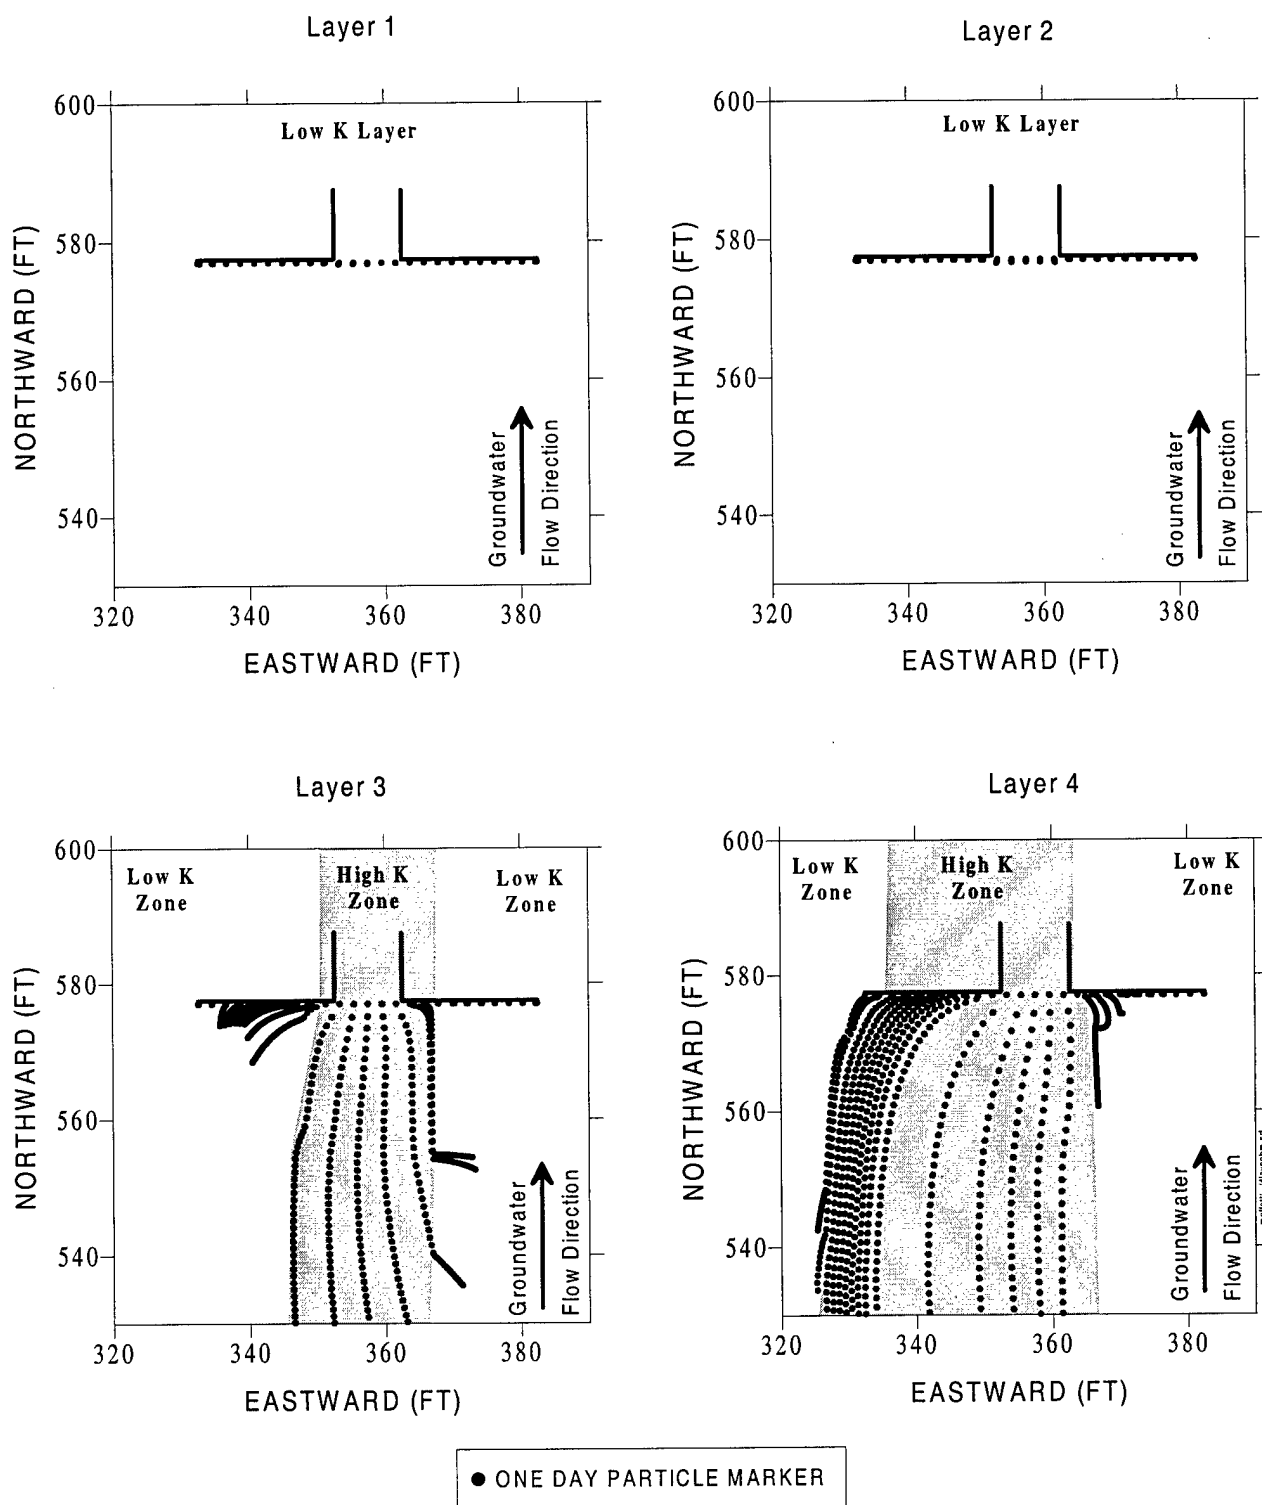 Layer 1
600
580
560
540
NORTHWARD (FT)
Low K Layer
Groundwater
Flow Direction
320 340 360 380
EASTWARD (FT)
Layer 2
600
580
560
540
NORTHWARD (FT)
Low K Layer
Groundwater
Flow Direction
320 340 360 380
EASTWARD (FT)
Layer 3
600
580
560
540
NORTHWARD (FT)
Low K
Zone
High K
Zone
Low K
Zone
Groundwater
Flow Direction
320 340 360 380
EASTWARD (FT)
Layer 4
600
580
560
540
NORTHWARD (FT)
Low K
Zone
High K
Zone
Low K
Zone
Groundwater
Flow Direction
320 340 360 380
EASTWARD (FT)
ONE DAY PARTICLE MARKER